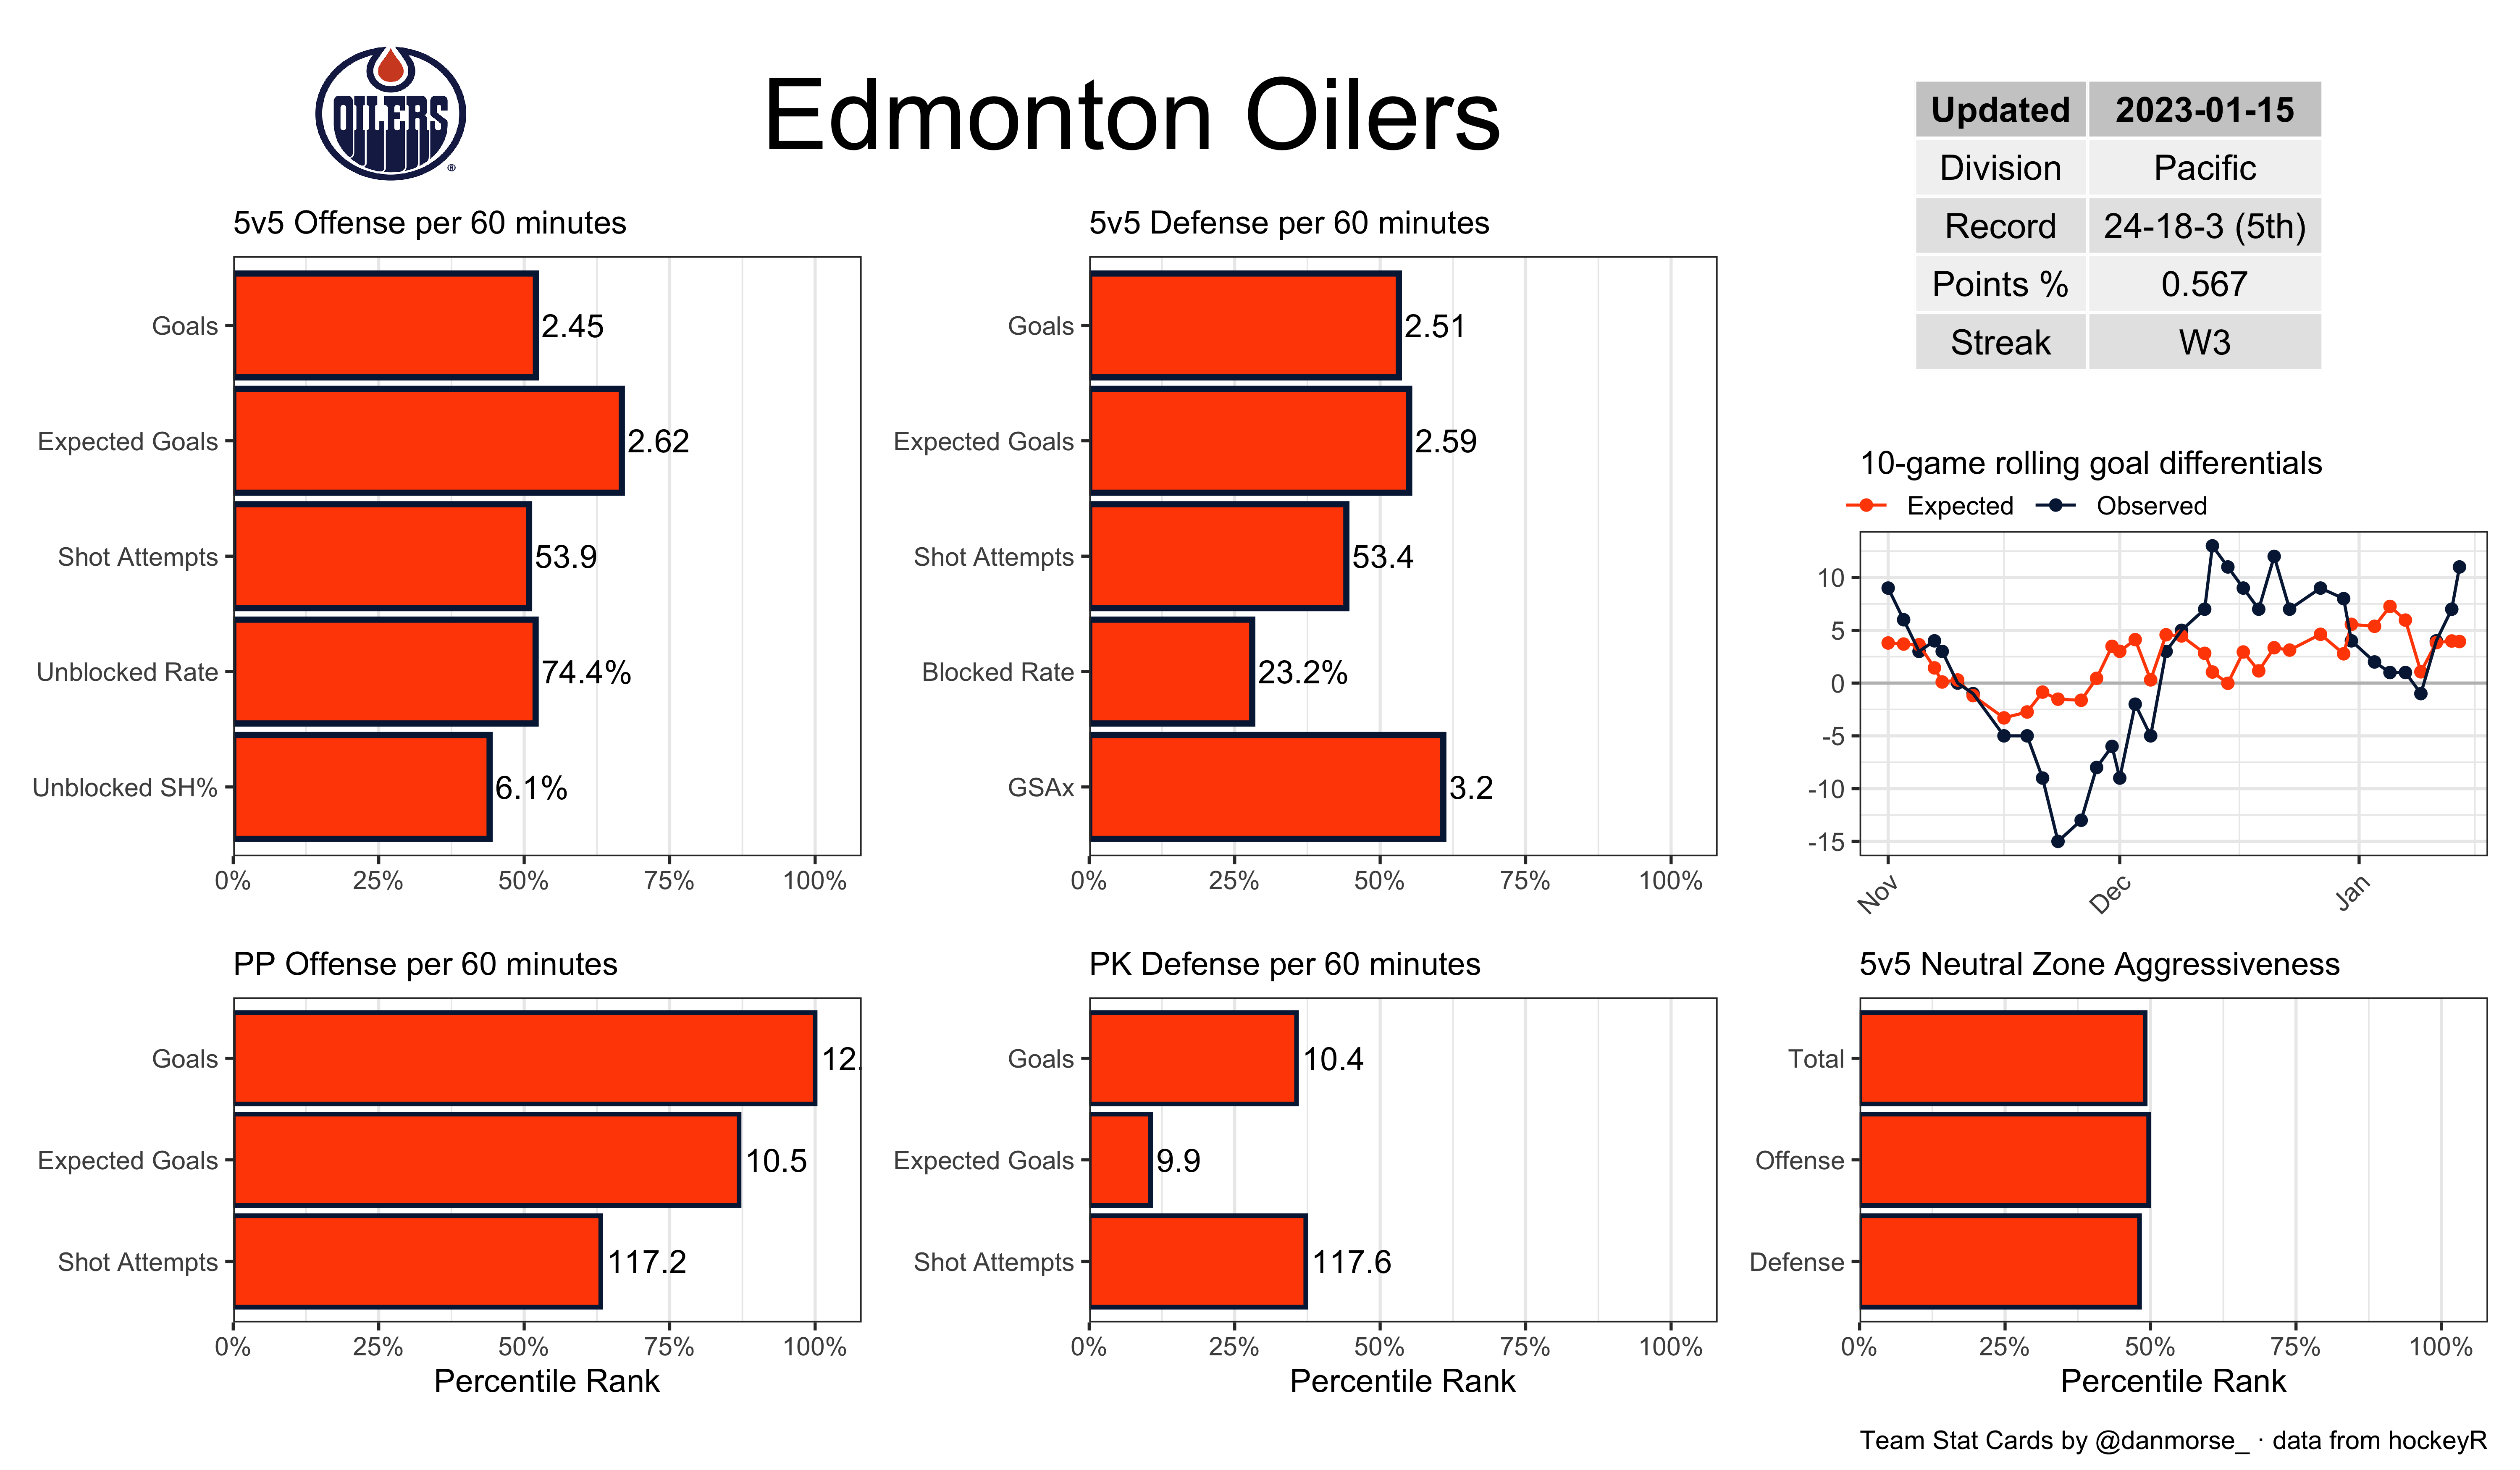 OILERS
®
Edmonton Oilers
Updated 2023-01-15
Division Pacific
Record 24-18-3 (5th)
Points % 0.567
Streak W3
5v5 Offense per 60 minutes
Goals 2.45
Expected Goals 2.62
Shot Attempts 53.9
Unblocked Rate 74.4%
Unblocked SH% 6.1%
0% 25% 50% 75% 100%
5v5 Defense per 60 minutes
Goals 2.51
Expected Goals 2.59
Shot Attempts 53.4
Blocked Rate 23.2%
GSAx 3.2
0% 25% 50% 75% 100%
10-game rolling goal differentials
Expected Observed
10
5
0
-5
-10
-15
Nov Dec Jan
PP Offense per 60 minutes
Goals 12.
Expected Goals 10.5
Shot Attempts 117.2
0% 25% 50% 75% 100%
Percentile Rank
PK Defense per 60 minutes
Goals 10.4
Expected Goals 9.9
Shot Attempts 117.6
0% 25% 50% 75% 100%
Percentile Rank
5v5 Neutral Zone Aggressiveness
Total
Offense
Defense
0% 25% 50% 75% 100%
Percentile Rank
Team Stat Cards by @danmorse_ · data from hockeyR